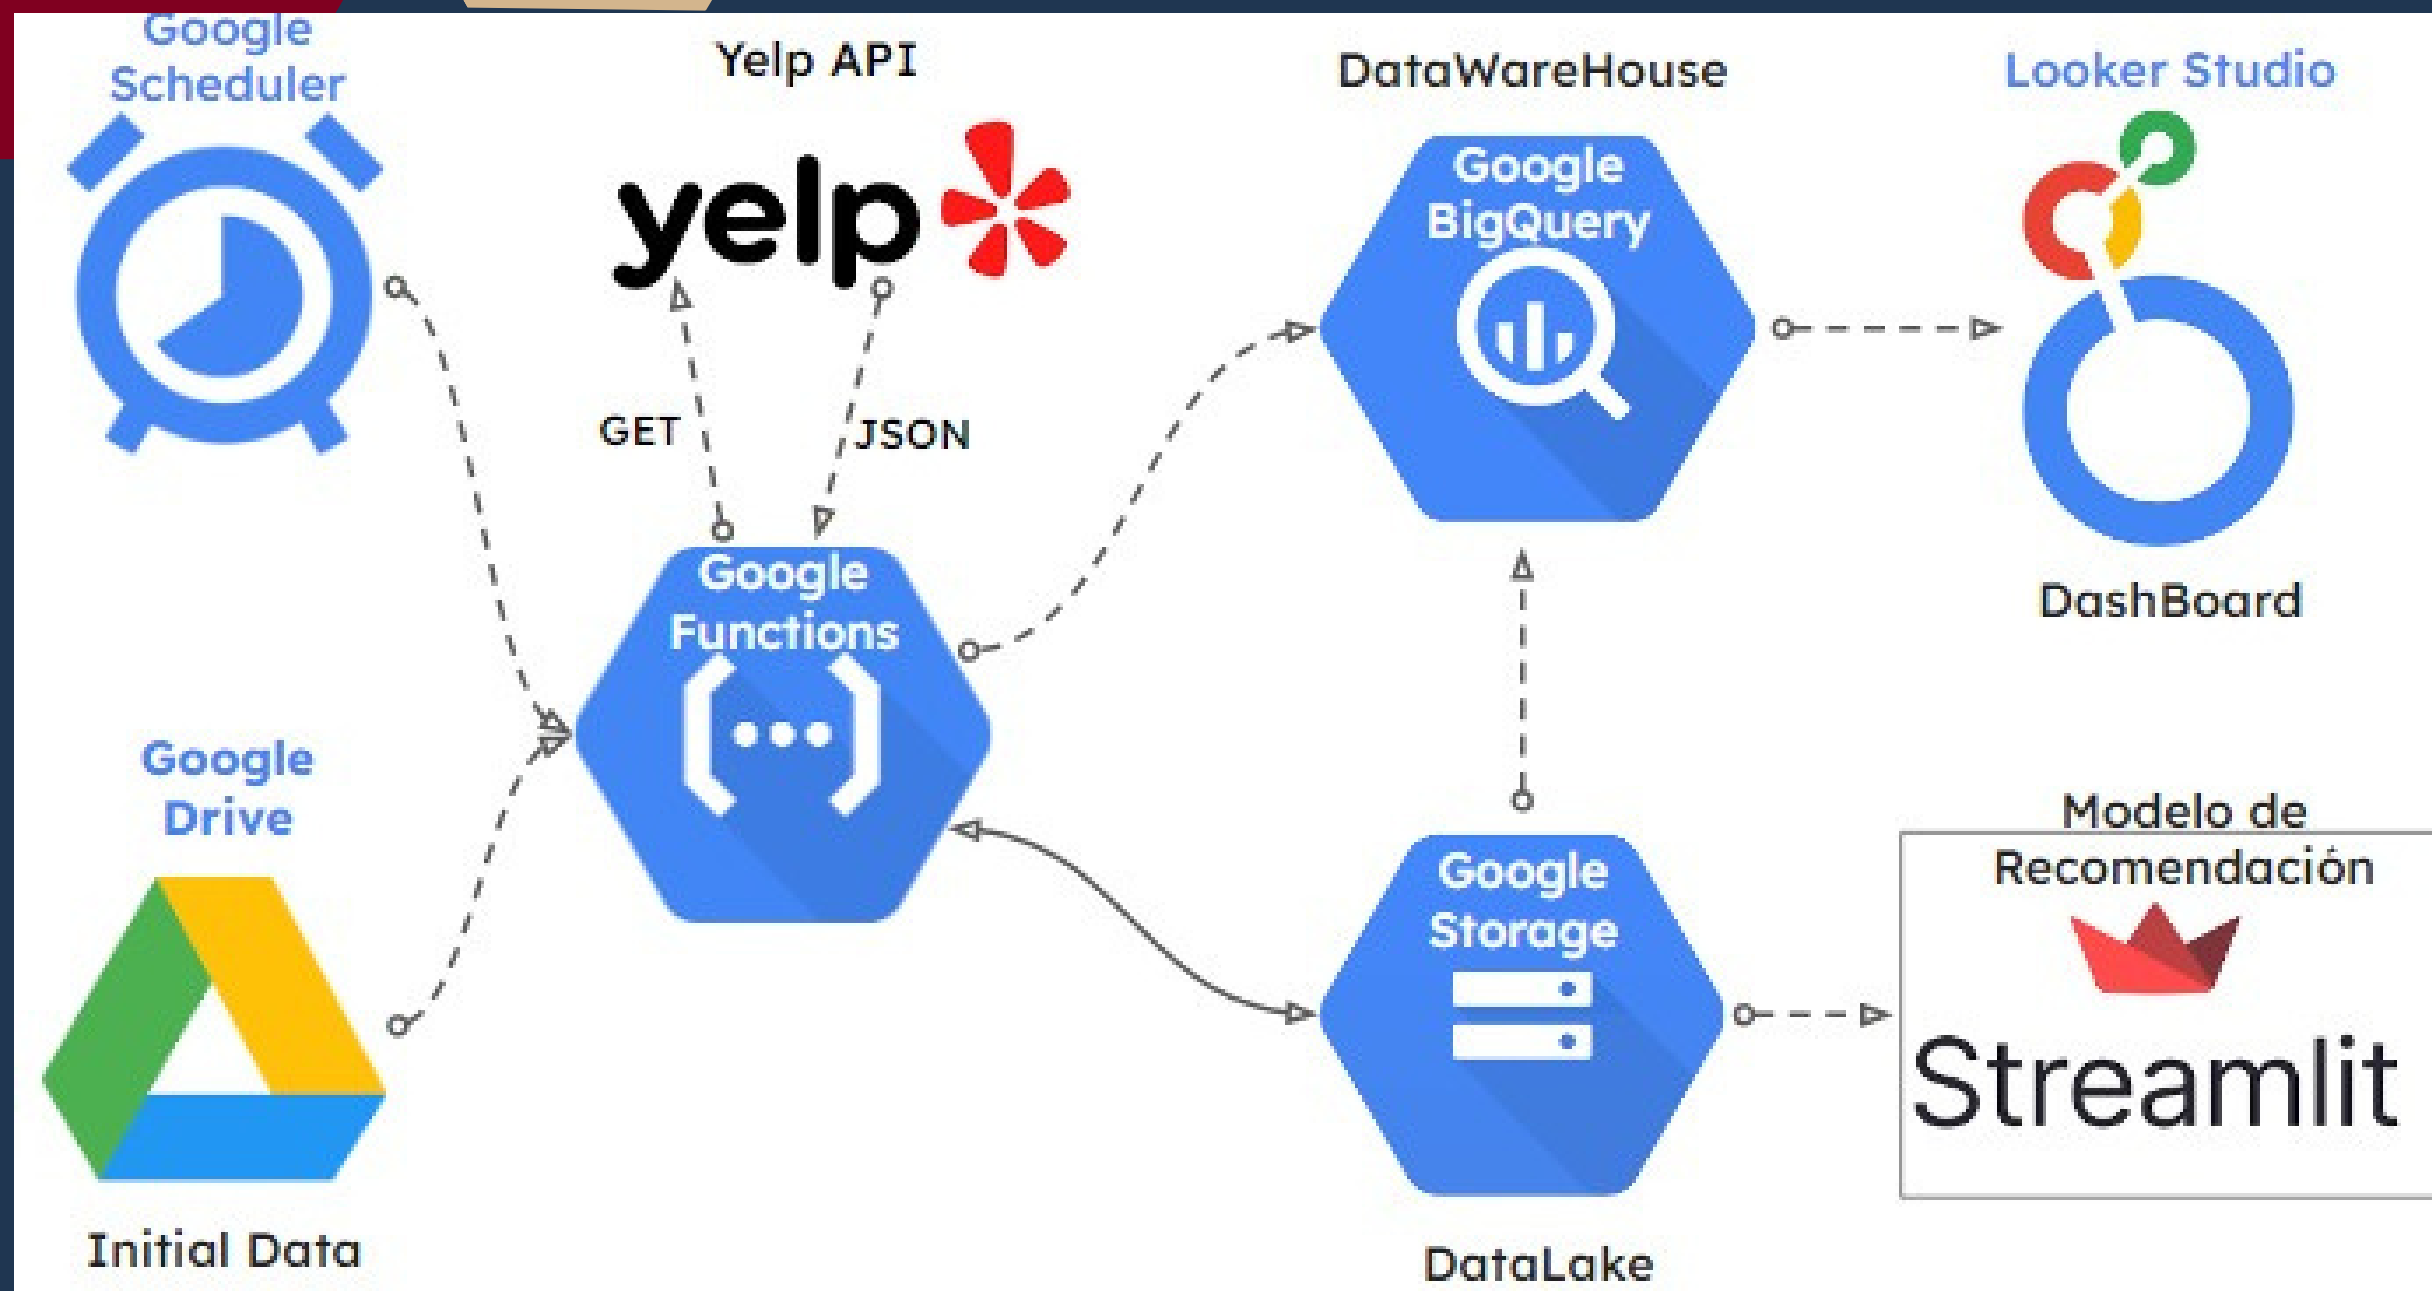 Google
Scheduler
Yelp API
yelp
DataWareHouse
Google
BigQuery
Looker Studio
GET
JSON
Google
Functions
DashBoard
Google
Drive
Initial Data
Google
Storage
DataLake
Modelo de
Recomendación
Streamlit